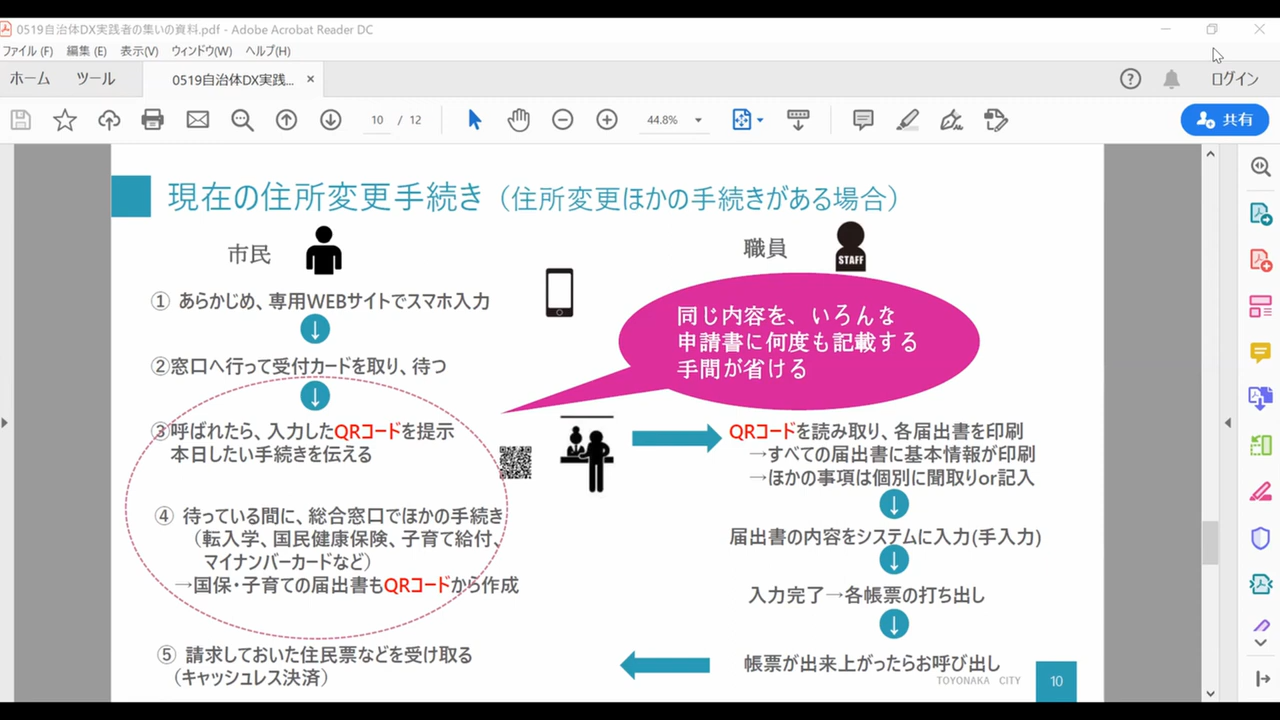 0519自治体DX実践者の集いの資料.pdf - Adobe Acrobat Reader DC
ファイル(F) 編集(E) 表示(V) ウィンドウ(W) ヘルプ(H)
ホーム ツール 0519自治体DX実践... × ログイン
10 / 12 44.8% 共有
現在の住所変更手続き（住所変更ほかの手続きがある場合）
市民
職員
STAFF
① あらかじめ、専用WEBサイトでスマホ入力
同じ内容を、いろんな
申請書に何度も記載する
手間が省ける
②窓口へ行って受付カードを取り、待つ
③呼ばれたら、入力したQRコードを提示
本日したい手続きを伝える
QRコードを読み取り、各届出書を印刷
→すべての届出書に基本情報が印刷
→ほかの事項は個別に聞取りor記入
④ 待っている間に、総合窓口でほかの手続き
（転入学、国民健康保険、子育て給付、
マイナンバーカードなど）
→国保・子育ての届出書もQRコードから作成
届出書の内容をシステムに入力(手入力)
入力完了→各帳票の打ち出し
⑤ 請求しておいた住民票などを受け取る
（キャッシュレス決済）
帳票が出来上がったらお呼び出し
TOYONAKA CITY
10